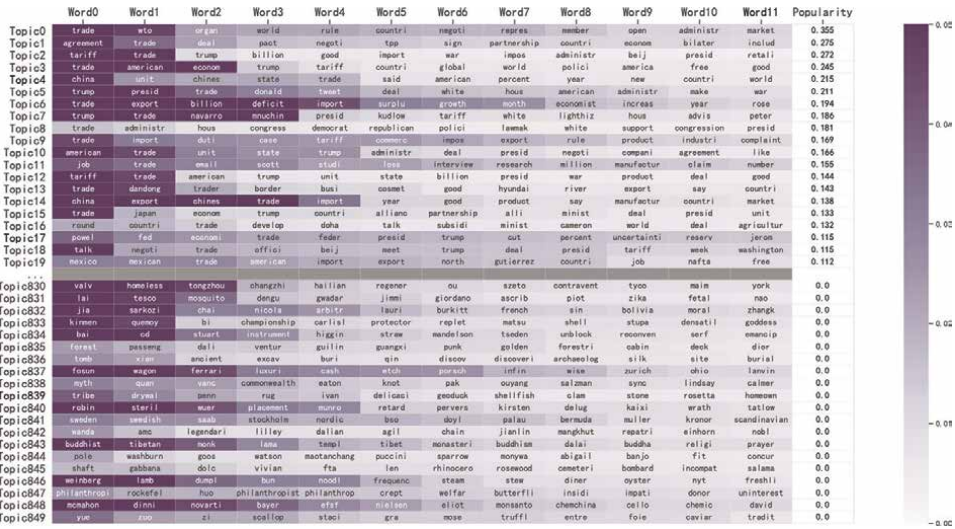 Word0 Word1 Word2 Word3 Word4 Word5 Word6 Word7 Word8 Word9 Word10 Word11 Popularity
Topic0 trade wto organ world rule countri negoti repres member open administr market 0.355
Topic1 agreement trade deal pact negoti tpp sign partnership countri econom bilater includ 0.275
Topic2 tariff trade trump billion good import war impos administr beij presid retali 0.272
Topic3 trade american econom trump tariff countri global world polici america free good 0.245
Topic4 china unit chines state trade said american percent year new countri world 0.215
Topic5 trump presid trade donald tweet deal white hous american administr make war 0.211
Topic6 trade export billion deficit import surplu growth month economist increas year rose 0.194
Topic7 trump trade navarro mnuchin presid kudlow tariff white lighthiz hous advis peter 0.186
Topic8 trade administr hous congress democrat republican polici lawmak white support congression presid 0.181
Topic9 trade import duti case tariff commerc impos export rule product industri complaint 0.169
Topic10 american trade unit state trump administr deal presid negoti compani agreement like 0.166
Topic11 job trade email scott studi loss interview research million manufactur claim number 0.155
Topic12 tariff trade american trump unit state billion presid war product deal good 0.144
Topic13 trade dandong trader border busi cosmet good hyundai river export say countri 0.143
Topic14 china export chines trade import year good product say manufactur countri market 0.138
Topic15 trade japan econom trump countri allianc partnership alli minist deal presid unit 0.133
Topic16 round countri trade develop doha talk subsidi minist cameron world deal agricultur 0.132
Topic17 powel fed economi trade feder presid trump cut percent uncertainti reserv jerom 0.115
Topic18 talk negoti trade offici beij meet trump deal presid tariff week washington 0.115
Topic19 mexico mexican trade american import export north gutierrez countri job nafta free 0.112
...
Topic830 valv homeless tongzhou changzhi hailian regener ou szeto contravent tyco maim york 0.0
Topic831 lai tesco mosquito dengu gwadar jimmi giordano ascrib piot zika fetal nao 0.0
Topic832 jia sarkozi chai nicola arbitr lauri burkitt french sin bolivia moral zhangk 0.0
Topic833 kinmen quemoy bi championship carlisl protector replet matsu shell stupa densatil goddess 0.0
Topic834 bai od stuart instrument higgin straw mandelson tseden unblock reconven serf emancip 0.0
Topic835 forest passeng dali ventur guilin guangxi punk golden forestri cabin deck dior 0.0
Topic836 tomb xian ancient excav buri qin discov discoveri archaeolog silk site burial 0.0
Topic837 fosun wagon ferrari luxuri cash etch porsch infin wise zurich ohio lanvin 0.0
Topic838 myth quan vanc commonwealth eaton knot pak ouyang salzman sync lindsay calmer 0.0
Topic839 tribe drywal penn rug ivan delicaci geoduck shellfish clam stone rosetta homeown 0.0
Topic840 robin steril wuer placement munro retard pervers kirsten delug kaixi wrath tatlow 0.0
Topic841 sweden swedish saab stockholm nordic bso doyl palau bermuda muller kronor scandinavian 0.0
Topic842 wanda amc legendari lilley dalian agil chain jianlin mangkhut repatri einhorn nobl 0.0
Topic843 buddhist tibetan monk lama templ tibet monasteri buddhism dalai buddha religi prayer 0.0
Topic844 pole washburn goos watson maotanchang puccini sparrow monywa abigail banjo fit concur 0.0
Topic845 shaft gabbana dolc vivian fta len rhinocero rosewood cemeteri bombard incompat salama 0.0
Topic846 weinberg lamb dumpl bun noodl frequenc steam stew diner oyster nyt freshli 0.0
Topic847 philanthropi rockefel huo philanthropist philanthrop crept welfar butterfli insidi impati donor uninterest 0.0
Topic848 mcmahon dinni novarti bayer efsf nielsen eliot monsanto chemchina cello chemic david 0.0
Topic849 yue zuo zi scallop staci gra mose truffl entre foie caviar tradit 0.0
0.05
0.04
0.03
0.02
0.01
0.00